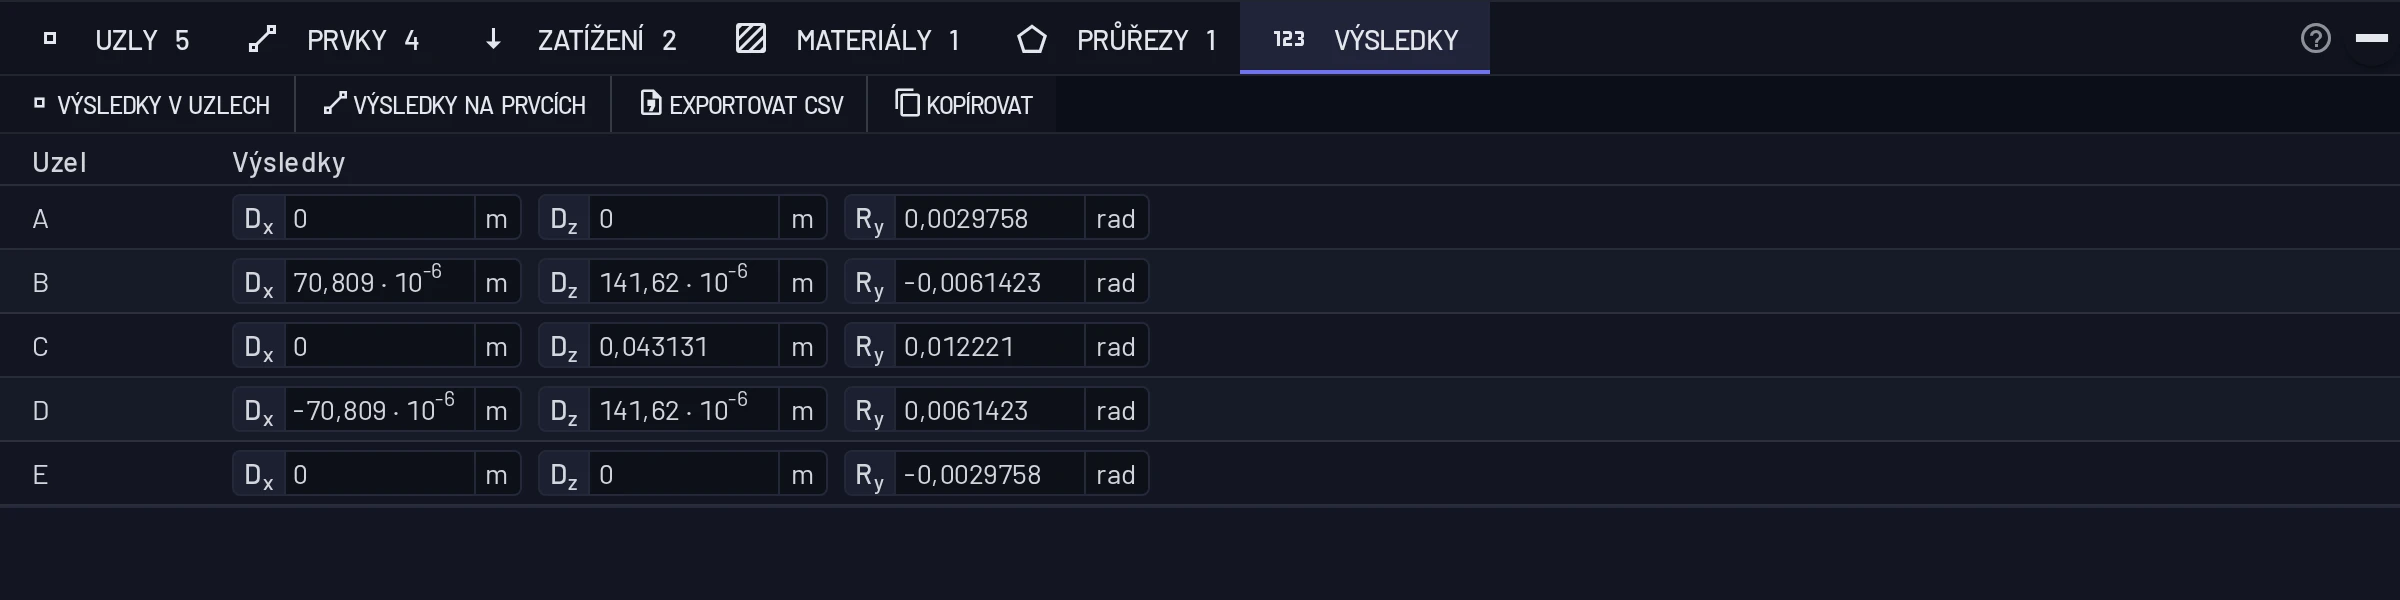 UZLY 5 PRVKY 4 ZATÍŽENÍ 2 MATERIÁLY 1 PRŮŘEZY 1 123 VÝSLEDKY ?
VÝSLEDKY V UZLECH VÝSLEDKY NA PRVCÍCH EXPORTOVAT CSV KOPÍROVAT
Uzel Výsledky
A Dx 0 m Dz 0 m Ry 0,0029758 rad
B Dx 70,809 · 10^-6 m Dz 141,62 · 10^-6 m Ry -0,0061423 rad
C Dx 0 m Dz 0,043131 m Ry 0,012221 rad
D Dx -70,809 · 10^-6 m Dz 141,62 · 10^-6 m Ry 0,0061423 rad
E Dx 0 m Dz 0 m Ry -0,0029758 rad